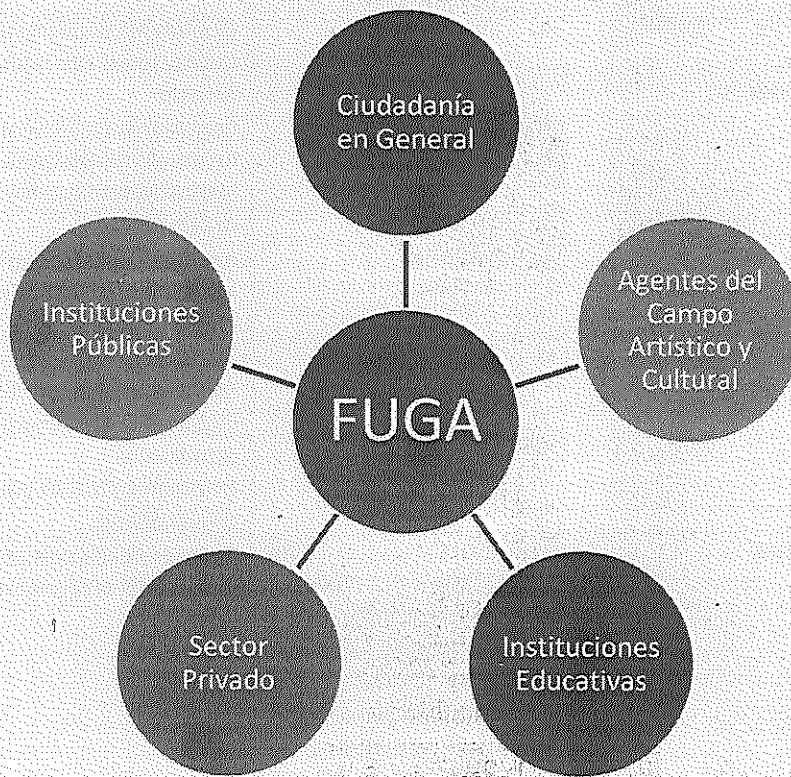 Ciudadanía
en General
Agentes del
Campo
Artístico y
Cultural
Instituciones
Públicas
FUGA
Sector
Privado
Instituciones
Educativas